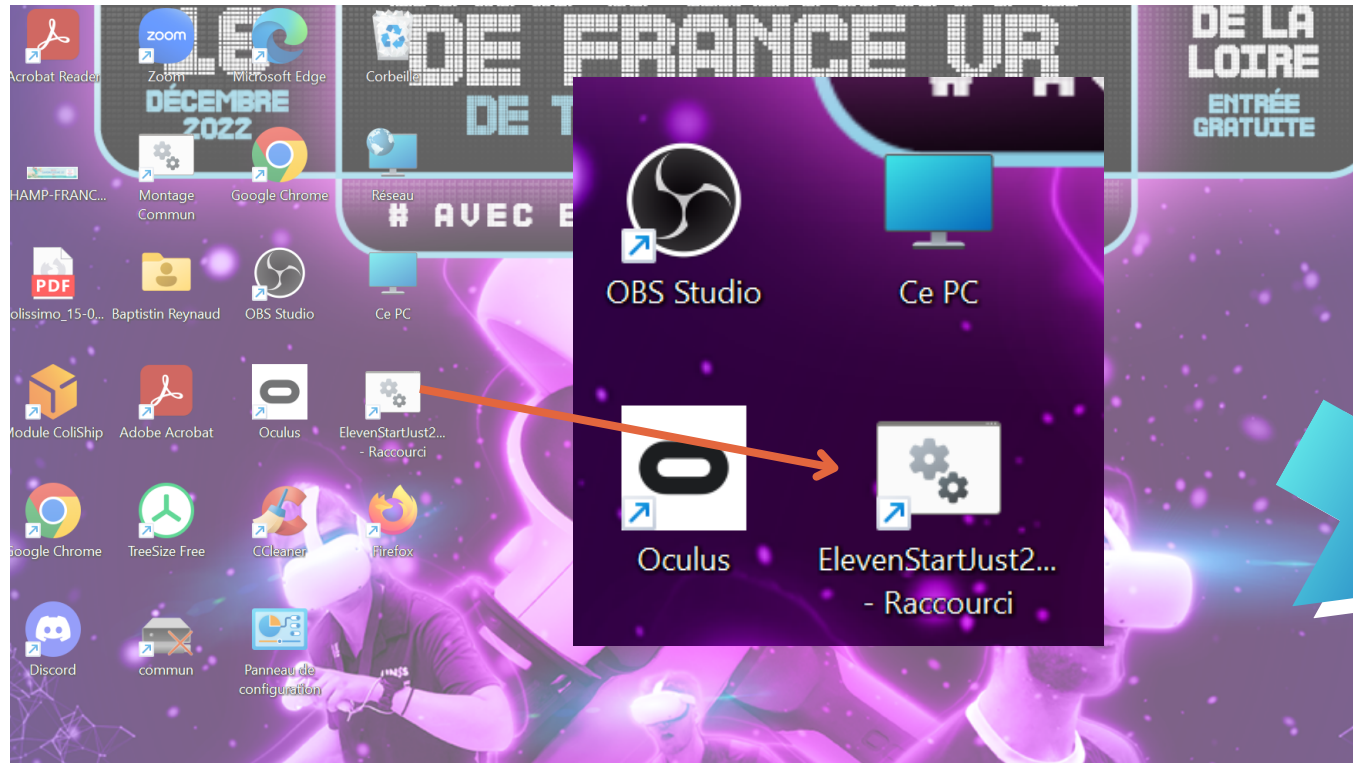 LE
DÉCEMBRE
2022
DE FRANCE VR
DE
# AVEC
DE LA
LOIRE
ENTRÉE
GRATUITE
Acrobat Reader
Zoom
Microsoft Edge
Corbeille
HAMP-FRANC...
Montage
Commun
Google Chrome
Réseau
PDF
olissimo_15-0...
Baptistin Reynaud
OBS Studio
Ce PC
Module ColiShip
Adobe Acrobat
Oculus
ElevenStartJust2...
- Raccourci
Google Chrome
TreeSize Free
CCleaner
Firefox
Discord
commun
Panneau de
configuration
zoom
OBS Studio
Ce PC
Oculus
ElevenStartJust2...
- Raccourci